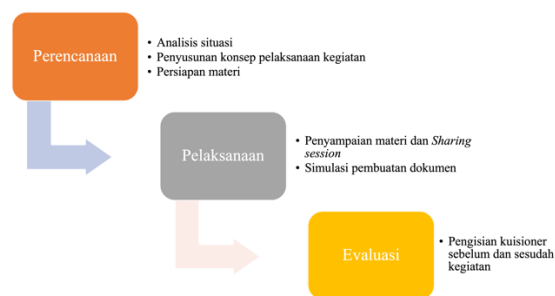 Perencanaan
• Analisis situasi
• Penyusunan konsep pelaksanaan kegiatan
• Persiapan materi
Pelaksanaan
• Penyampaian materi dan Sharing
session
• Simulasi pembuatan dokumen
Evaluasi
• Pengisian kuisioner
sebelum dan sesudah
kegiatan